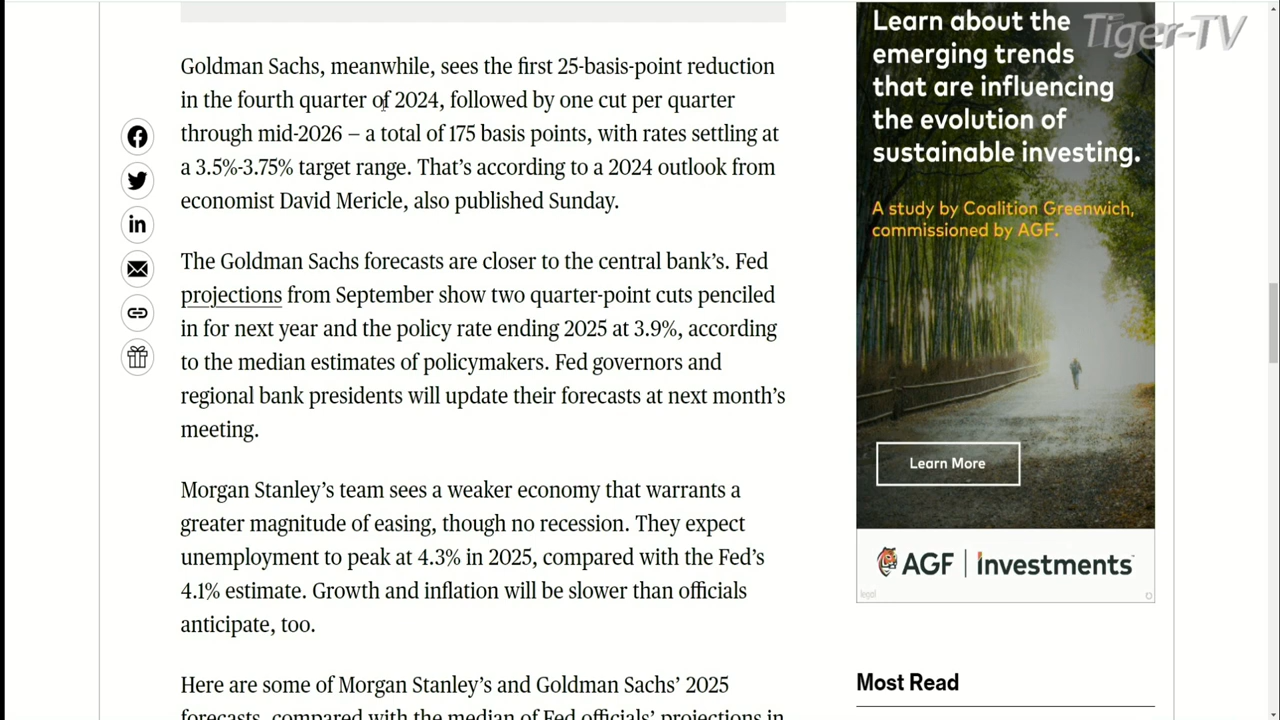 Goldman Sachs, meanwhile, sees the first 25-basis-point reduction
in the fourth quarter of 2024, followed by one cut per quarter
through mid-2026 – a total of 175 basis points, with rates settling at
a 3.5%-3.75% target range. That’s according to a 2024 outlook from
economist David Mericle, also published Sunday.
The Goldman Sachs forecasts are closer to the central bank’s. Fed
projections from September show two quarter-point cuts penciled
in for next year and the policy rate ending 2025 at 3.9%, according
to the median estimates of policymakers. Fed governors and
regional bank presidents will update their forecasts at next month’s
meeting.
Morgan Stanley’s team sees a weaker economy that warrants a
greater magnitude of easing, though no recession. They expect
unemployment to peak at 4.3% in 2025, compared with the Fed’s
4.1% estimate. Growth and inflation will be slower than officials
anticipate, too.
Here are some of Morgan Stanley’s and Goldman Sachs’ 2025
forecasts, compared with the median of Fed officials’ projections in
Tiger-TV
Learn about the
emerging trends
that are influencing
the evolution of
sustainable investing.
A study by Coalition Greenwich,
commissioned by AGF.
Learn More
AGF | Investments
legal
Most Read